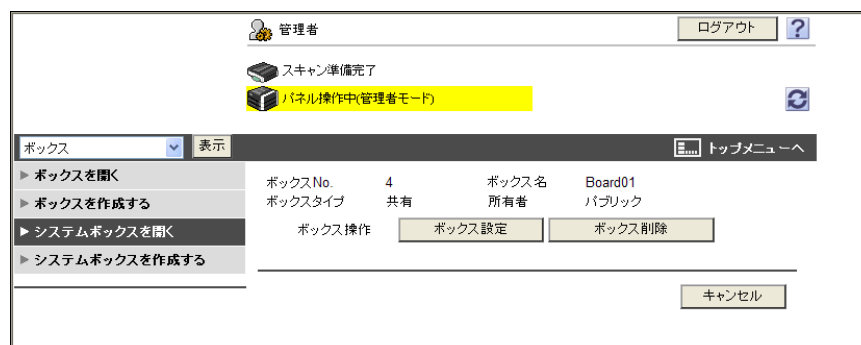 管理者 ログアウト ?
スキャン準備完了
パネル操作中(管理者モード)
ボックス 表示 トップメニューへ
ボックスを開く
ボックスを作成する
システムボックスを開く
システムボックスを作成する
ボックスNo. 4 ボックス名 Board01
ボックスタイプ 共有 所有者 パブリック
ボックス操作 ボックス設定 ボックス削除
キャンセル